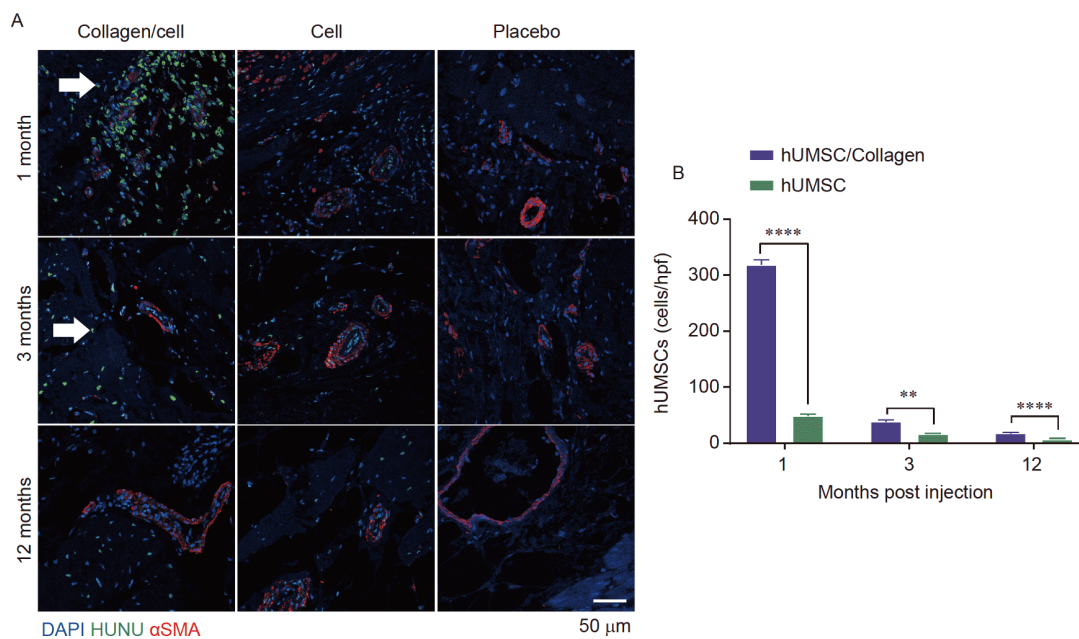 A
Collagen/cell Cell Placebo
1 month
3 months
12 months
DAPI HUNU αSMA
50 μm
B
hUMSC/Collagen
hUMSC
hUMSCs (cells/hpf)
400
300
200
100
0
**** ** ****
1 3 12
Months post injection